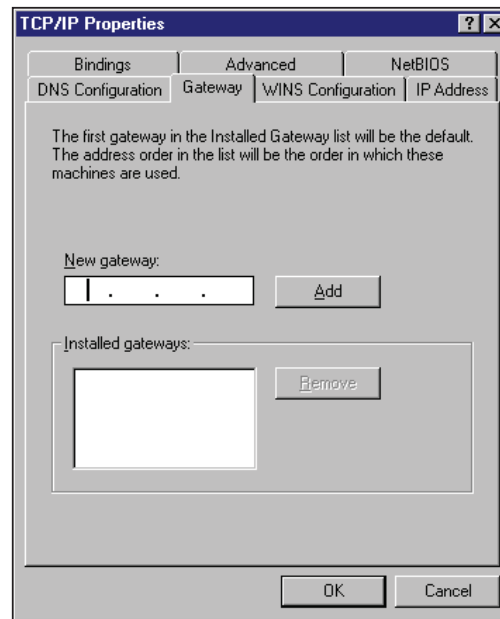 TCP/IP Properties
? ×
Bindings Advanced NetBIOS
DNS Configuration Gateway WINS Configuration IP Address
The first gateway in the Installed Gateway list will be the default.
The address order in the list will be the order in which these
machines are used.
New gateway:
. . .
Add
Installed gateways:
Remove
OK Cancel